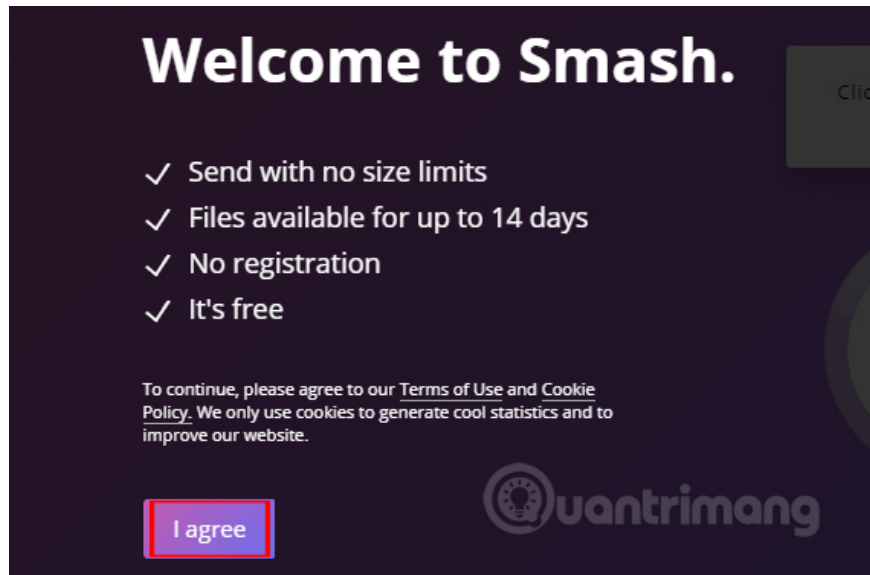 Welcome to Smash.
Clic
Send with no size limits
Files available for up to 14 days
No registration
It's free
To continue, please agree to our Terms of Use and Cookie
Policy. We only use cookies to generate cool statistics and to
improve our website.
I agree
Quantrimang